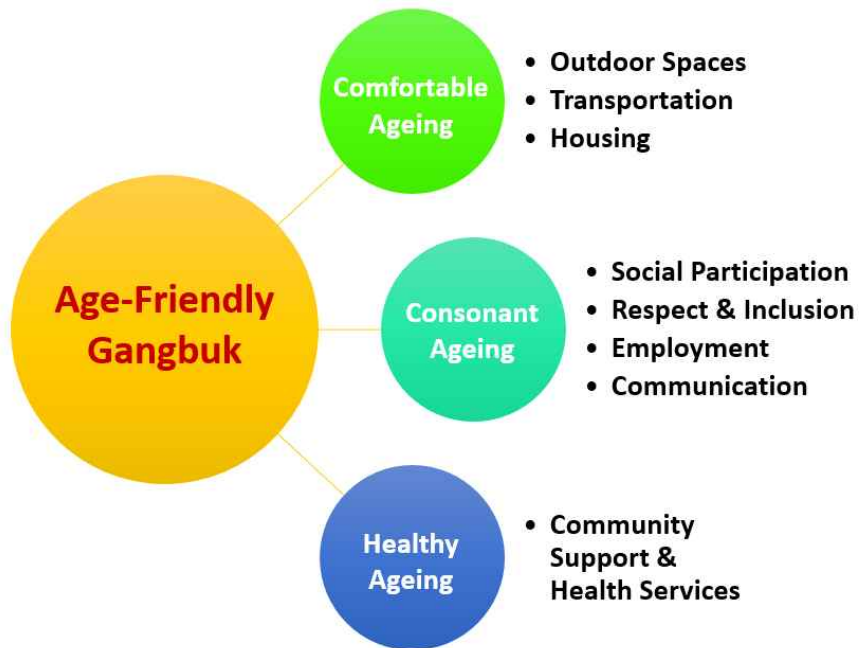 Age-Friendly
Gangbuk
Comfortable
Ageing
• Outdoor Spaces
• Transportation
• Housing
Consonant
Ageing
• Social Participation
• Respect & Inclusion
• Employment
• Communication
Healthy
Ageing
• Community
Support &
Health Services